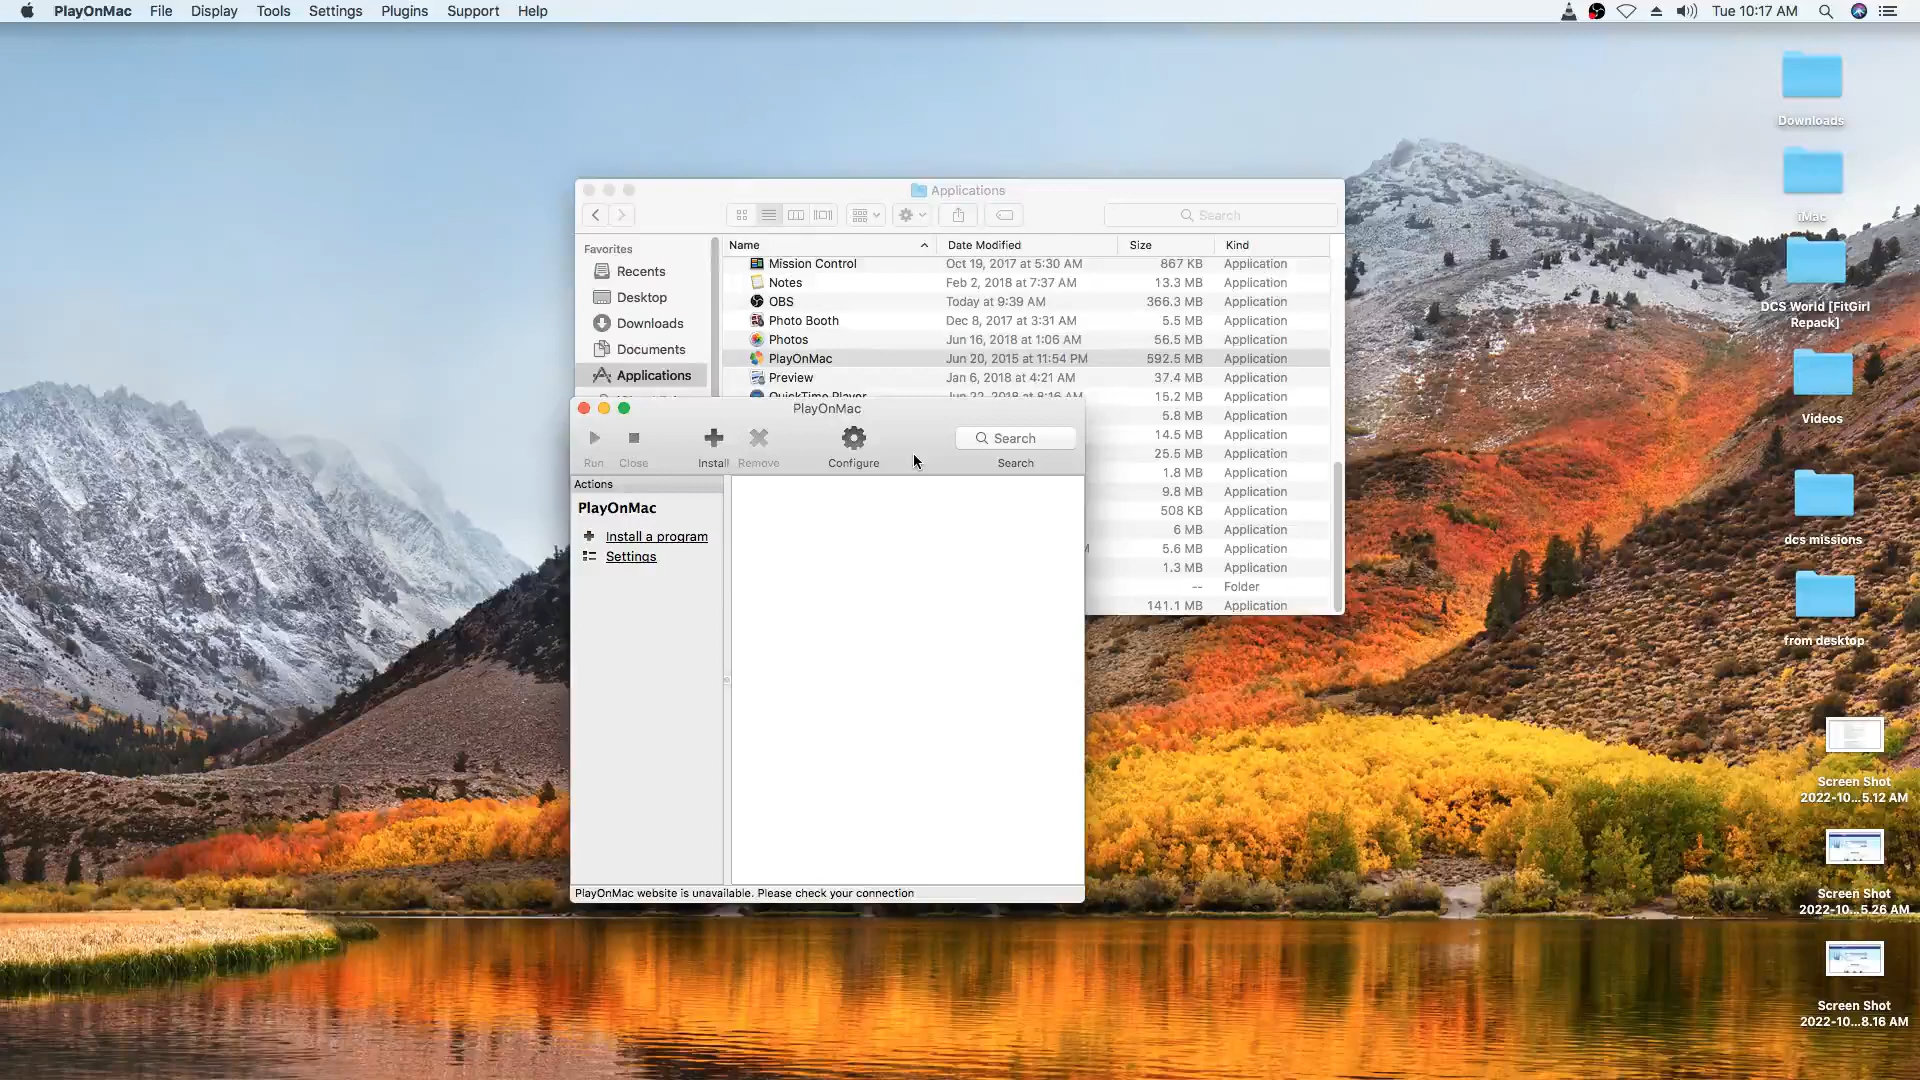 PlayOnMac File Display Tools Settings Plugins Support Help
Tue 10:17 AM
Applications
Search
Favorites
Recents
Desktop
Downloads
Documents
Applications
Name Date Modified Size Kind
Mission Control Oct 19, 2017 at 5:30 AM 867 KB Application
Notes Feb 2, 2018 at 7:37 AM 13.3 MB Application
OBS Today at 9:39 AM 366.3 MB Application
Photo Booth Dec 8, 2017 at 3:31 AM 5.5 MB Application
Photos Jun 16, 2018 at 1:06 AM 56.5 MB Application
PlayOnMac Jun 20, 2015 at 11:54 PM 592.5 MB Application
Preview Jan 6, 2018 at 4:21 AM 37.4 MB Application
QuickTime Player Jun 22, 2018 at 8:16 AM 15.2 MB Application
5.8 MB Application
14.5 MB Application
25.5 MB Application
1.8 MB Application
9.8 MB Application
508 KB Application
6 MB Application
M 5.6 MB Application
1.3 MB Application
-- Folder
141.1 MB Application
PlayOnMac
Run Close Install Remove Configure
Search
Search
Actions
PlayOnMac
Install a program
Settings
PlayOnMac website is unavailable. Please check your connection
Downloads
iMac
DCS World [FitGirl
Repack]
Videos
dcs missions
from desktop
Screen Shot
2022-10...5.12 AM
Screen Shot
2022-10...5.26 AM
Screen Shot
2022-10...8.16 AM